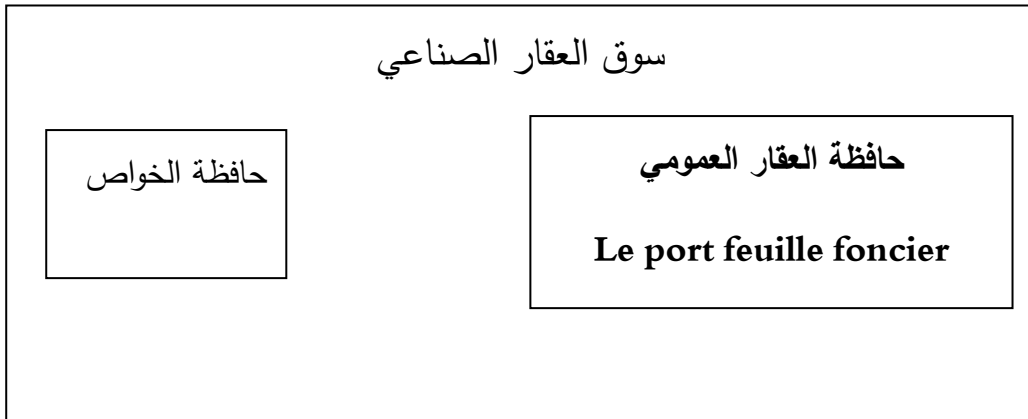 سوق العقار الصناعي
حافظة العقار العمومي
Le port feuille foncier
حافظة الخواص